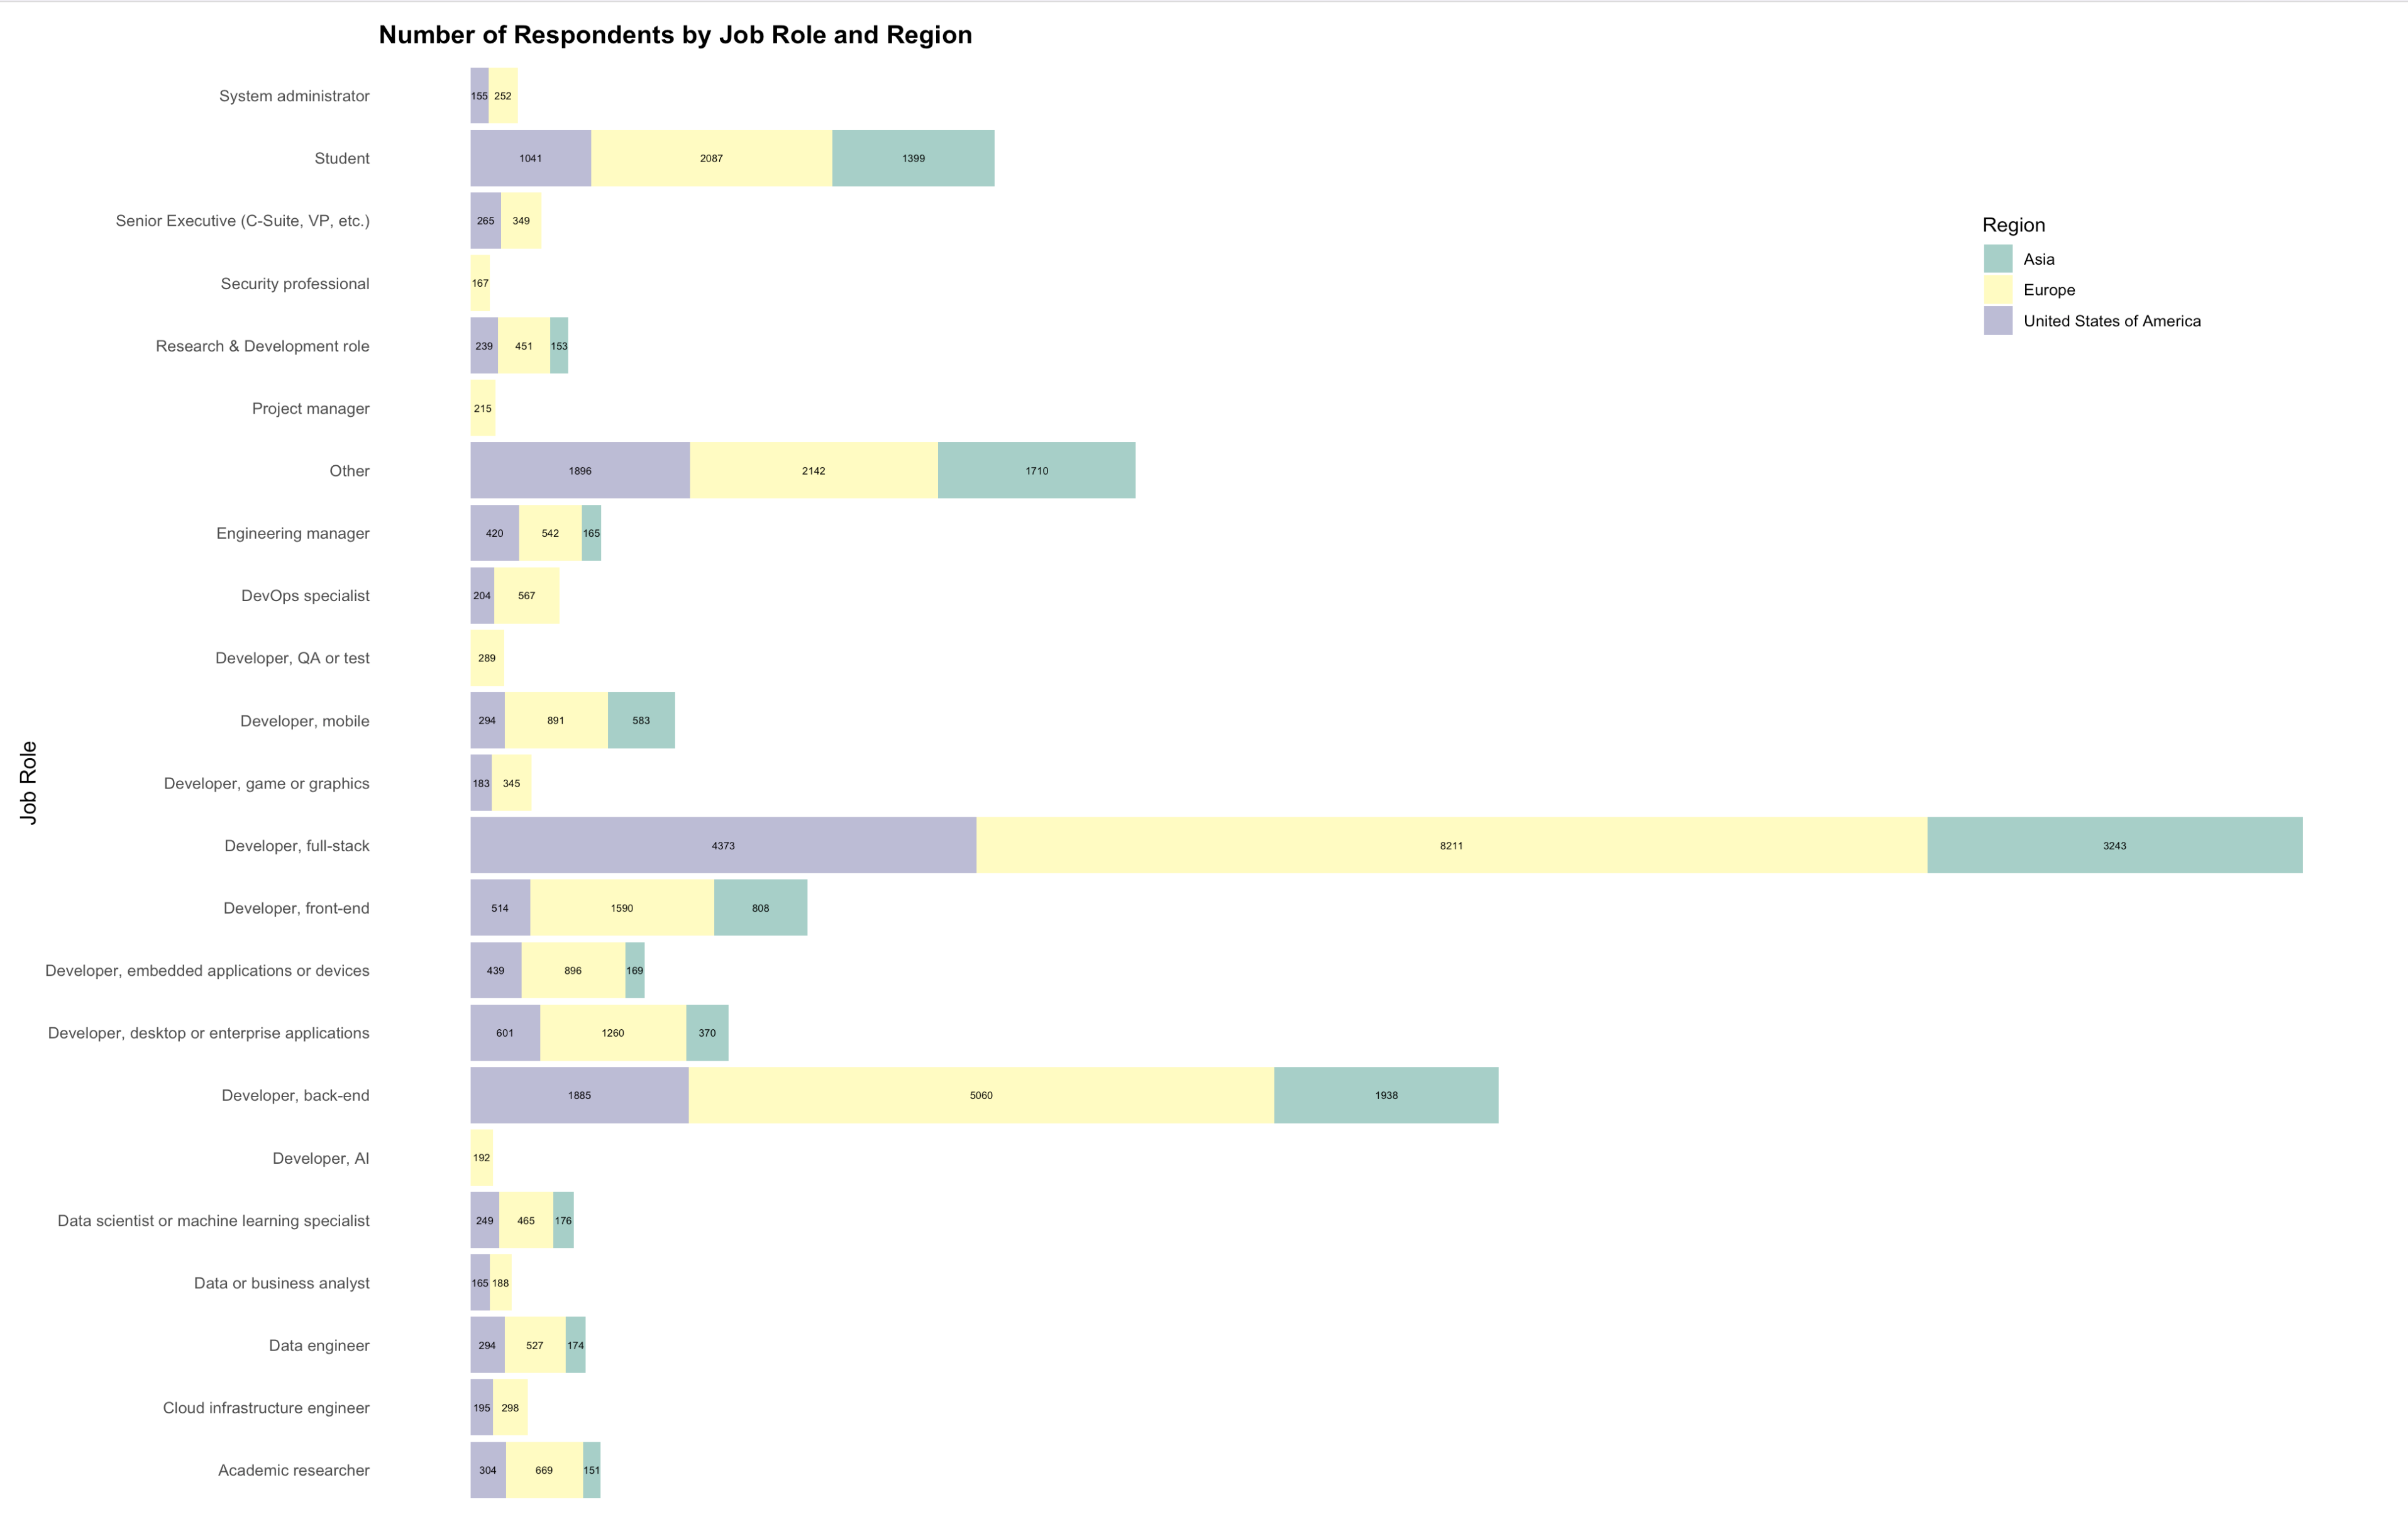 Number of Respondents by Job Role and Region
System administrator 155 252
Student 1041 2087 1399
Senior Executive (C-Suite, VP, etc.) 265 349
Region
Asia
Europe
United States of America
Security professional 167
Research & Development role 239 451 153
Project manager 215
Other 1896 2142 1710
Engineering manager 420 542 165
DevOps specialist 204 567
Developer, QA or test 289
Developer, mobile 294 891 583
Job Role
Developer, game or graphics 183 345
Developer, full-stack 4373 8211 3243
Developer, front-end 514 1590 808
Developer, embedded applications or devices 439 896 169
Developer, desktop or enterprise applications 601 1260 370
Developer, back-end 1885 5060 1938
Developer, AI 192
Data scientist or machine learning specialist 249 465 176
Data or business analyst 165 188
Data engineer 294 527 174
Cloud infrastructure engineer 195 298
Academic researcher 304 669 151